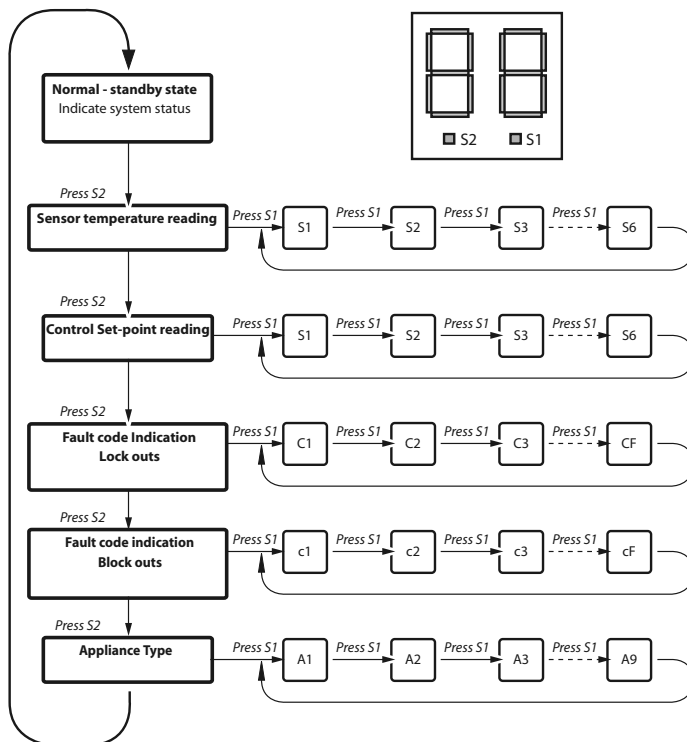 Normal - standby state
Indicate system status
S2 S1
Press S2
Sensor temperature reading
Press S1 S1 Press S1 S2 Press S1 S3 Press S1 S6
Press S2
Control Set-point reading
Press S1 S1 Press S1 S2 Press S1 S3 Press S1 S6
Press S2
Fault code Indication
Lock outs
Press S1 C1 Press S1 C2 Press S1 C3 Press S1 CF
Press S2
Fault code indication
Block outs
Press S1 c1 Press S1 c2 Press S1 c3 Press S1 cF
Press S2
Appliance Type
Press S1 A1 Press S1 A2 Press S1 A3 Press S1 A9